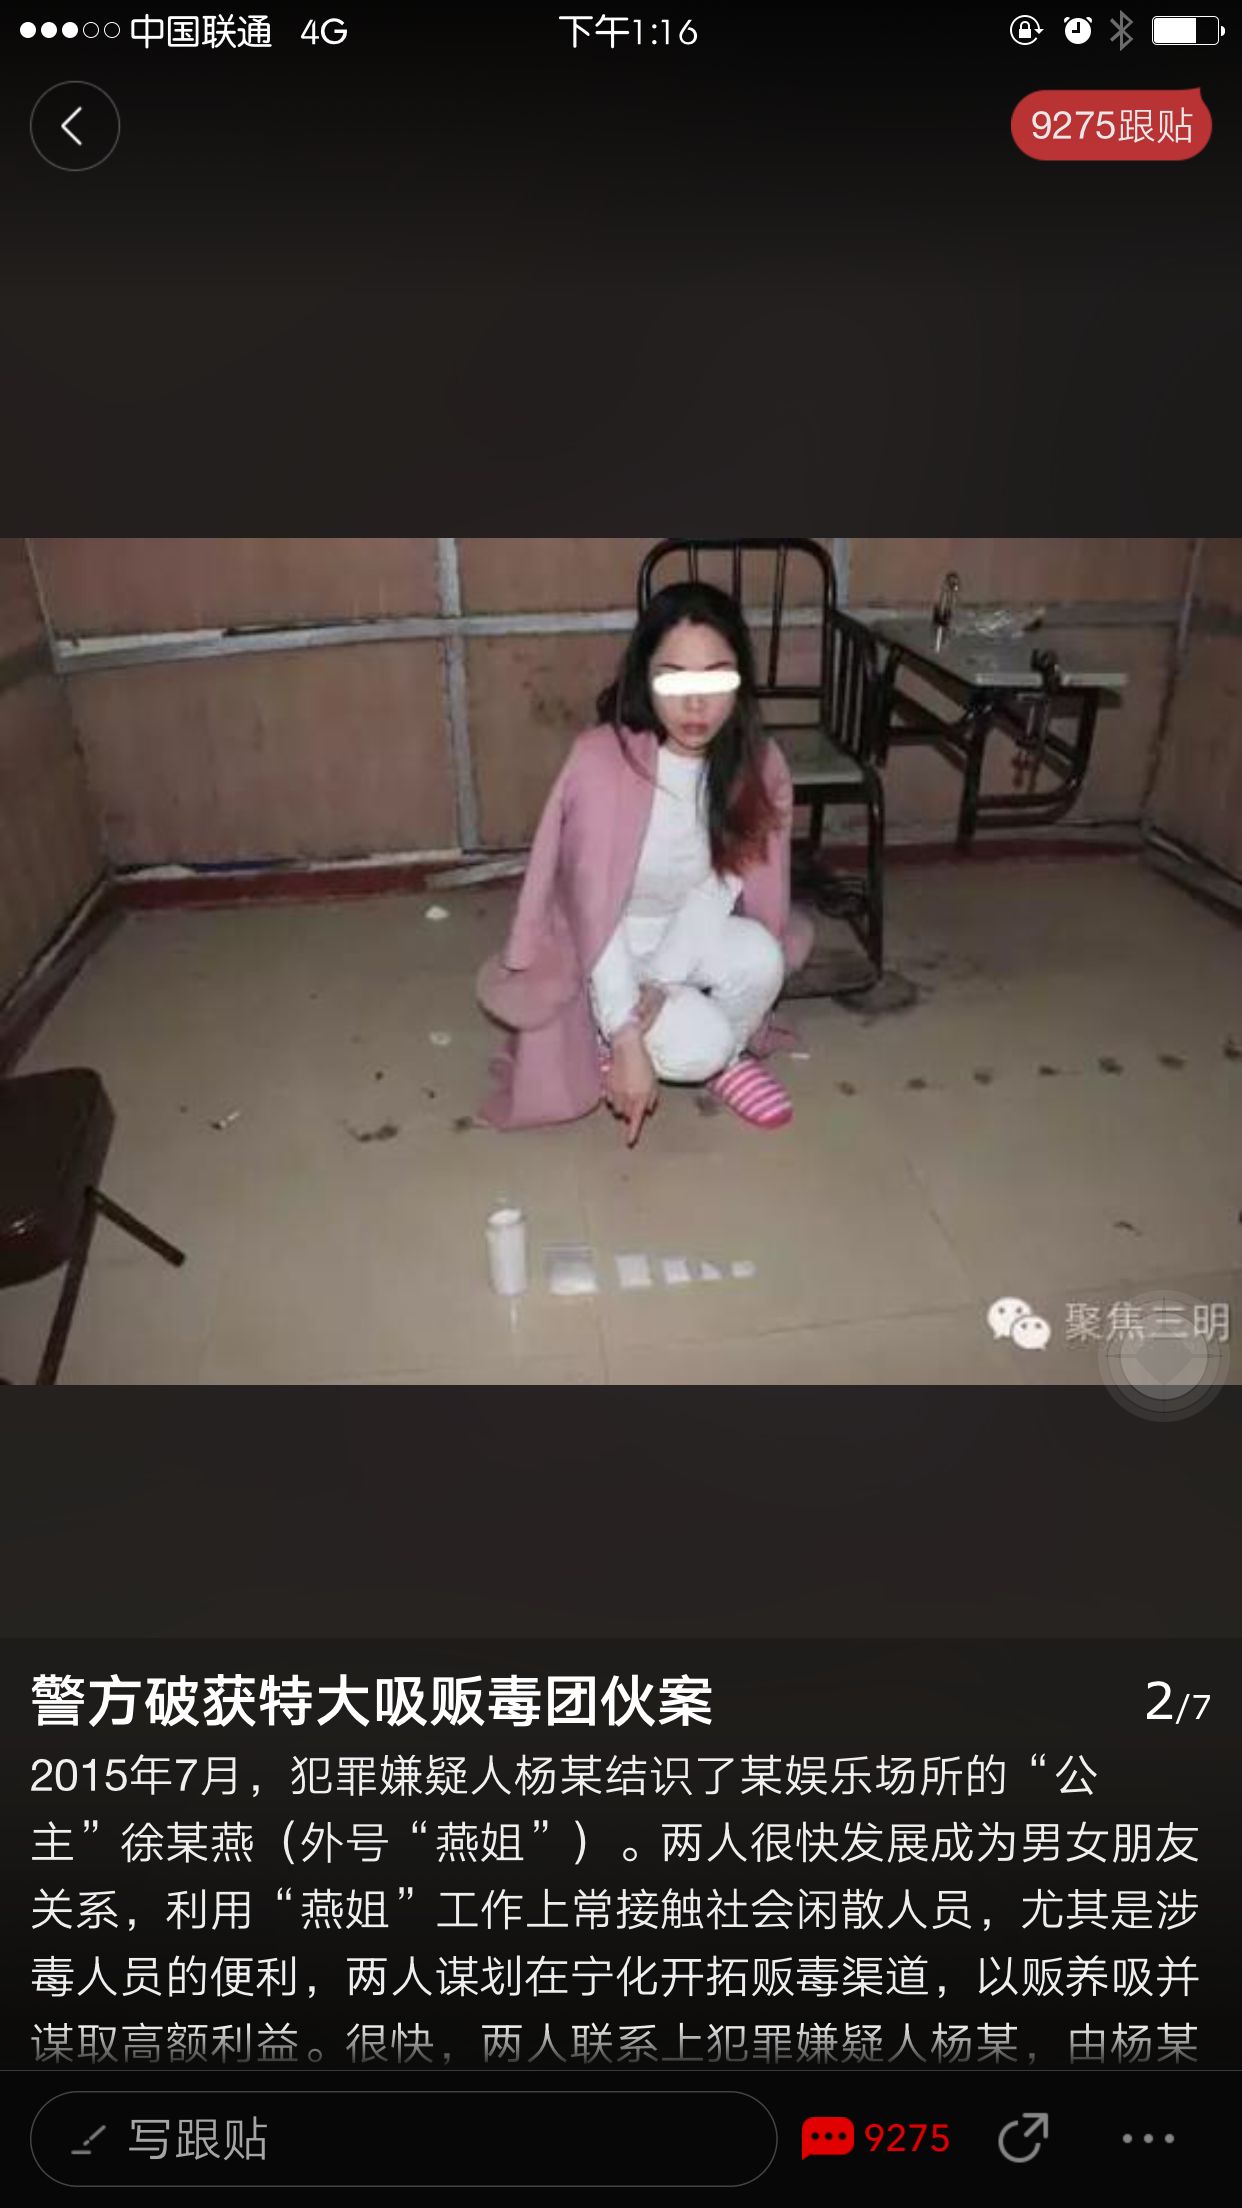 中国联通 4G 下午1:16
9275跟贴
聚焦三明
警方破获特大吸贩毒团伙案 2/7
2015年7月，犯罪嫌疑人杨某结识了某娱乐场所的“公
主”徐某燕（外号“燕姐”）。两人很快发展成为男女朋友
关系，利用“燕姐”工作上常接触社会闲散人员，尤其是涉
毒人员的便利，两人谋划在宁化开拓贩毒渠道，以贩养吸并
谋取高额利益。很快，两人联系上犯罪嫌疑人杨某，由杨某
写跟贴 9275